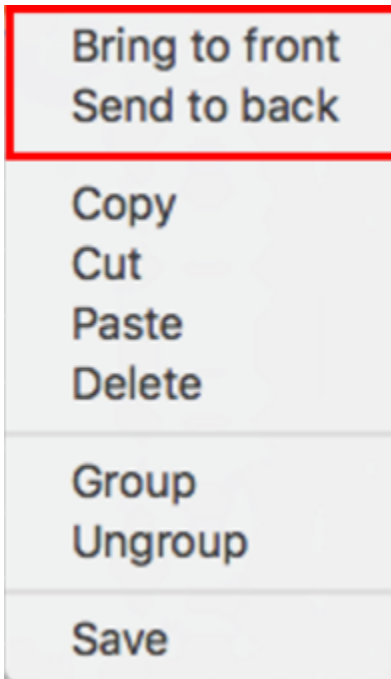 Bring to front
Send to back
Copy
Cut
Paste
Delete
Group
Ungroup
Save